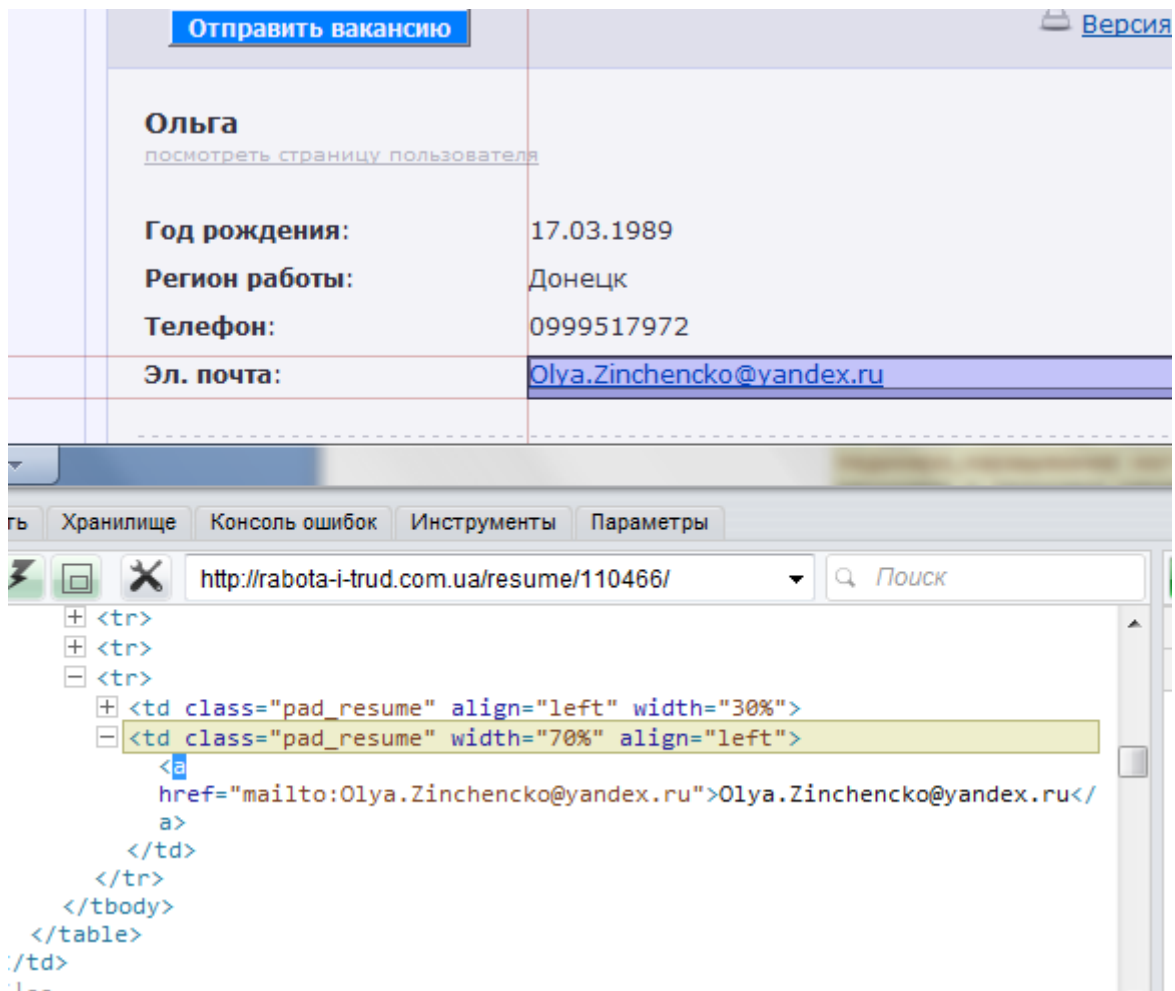 Отправить вакансию
Версия
Ольга
посмотреть страницу пользователя
Год рождения: 17.03.1989
Регион работы: Донецк
Телефон: 0999517972
Эл. почта: Olya.Zinchencko@yandex.ru
ть Хранилище Консоль ошибок Инструменты Параметры
http://rabota-i-trud.com.ua/resume/110466/ Поиск
<tr>
<tr>
<tr>
<td class="pad_resume" align="left" width="30%">
<td class="pad_resume" width="70%" align="left">
<a
href="mailto:Olya.Zinchencko@yandex.ru">Olya.Zinchencko@yandex.ru</
a>
</td>
</tr>
</tbody>
</table>
/td>